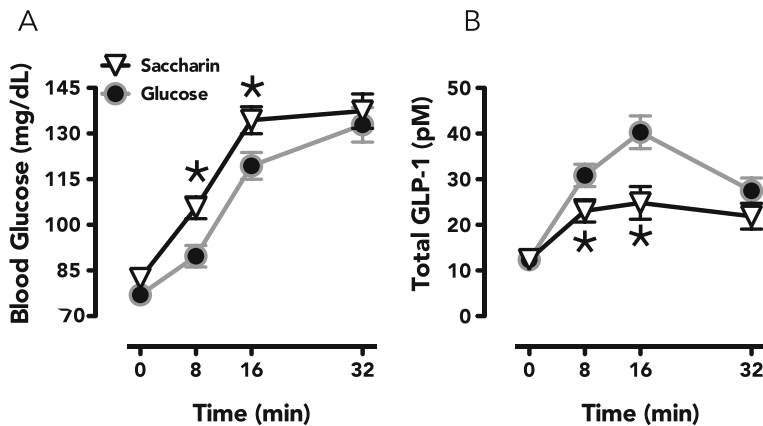 A
Saccharin
Glucose
Blood Glucose (mg/dL)
145
130
115
100
85
70
0 8 16 32
Time (min)
B
Total GLP-1 (pM)
50
40
30
20
10
0
0 8 16 32
Time (min)